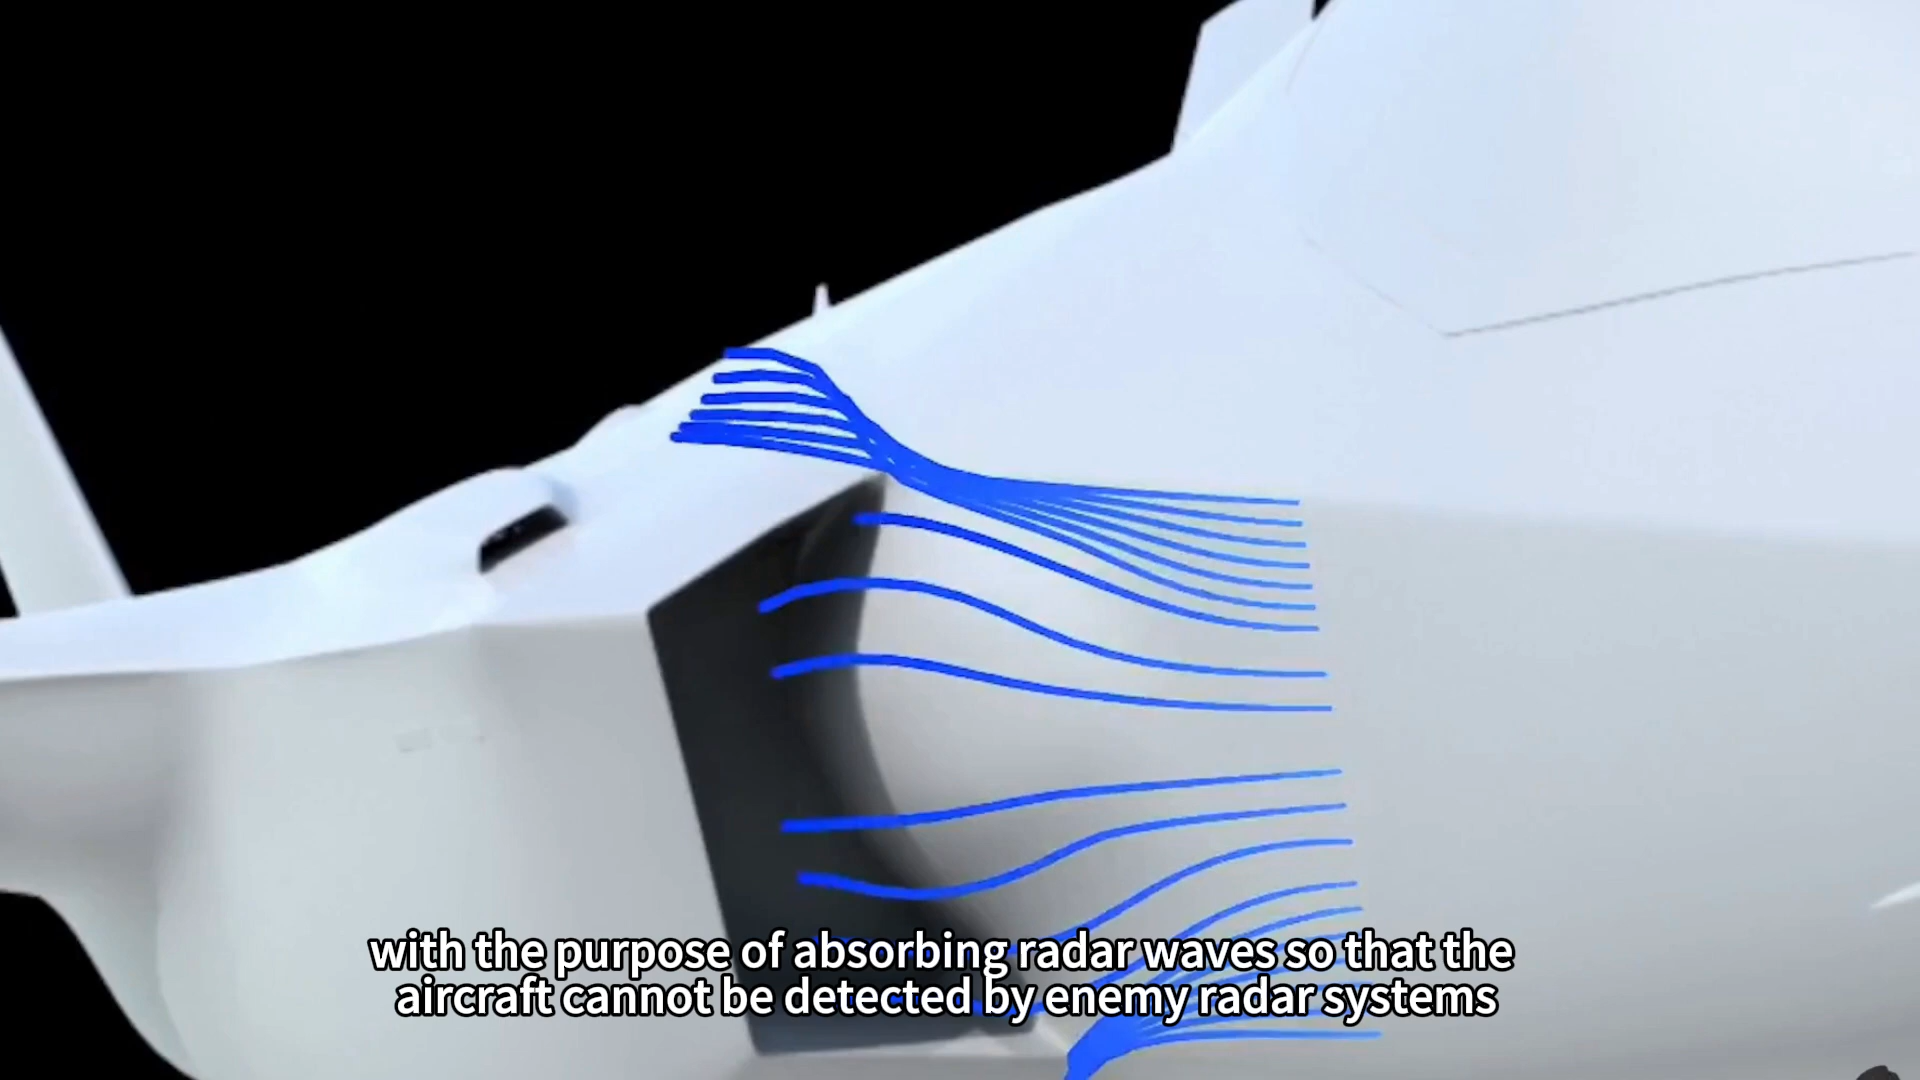 with the purpose of absorbing radar waves so that the
aircraft cannot be detected by enemy radar systems